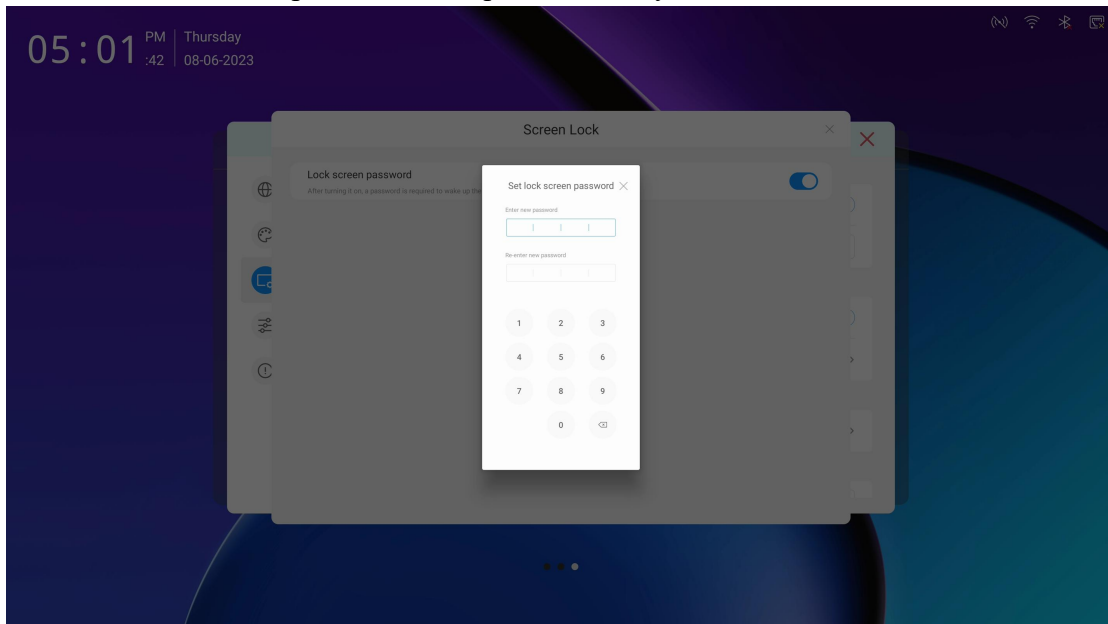 05:01 PM :42 Thursday 08-06-2023
Screen Lock
Lock screen password
After turning it on, a password is required to wake up the
Set lock screen password
Enter new password
Re-enter new password
1 2 3
4 5 6
7 8 9
0